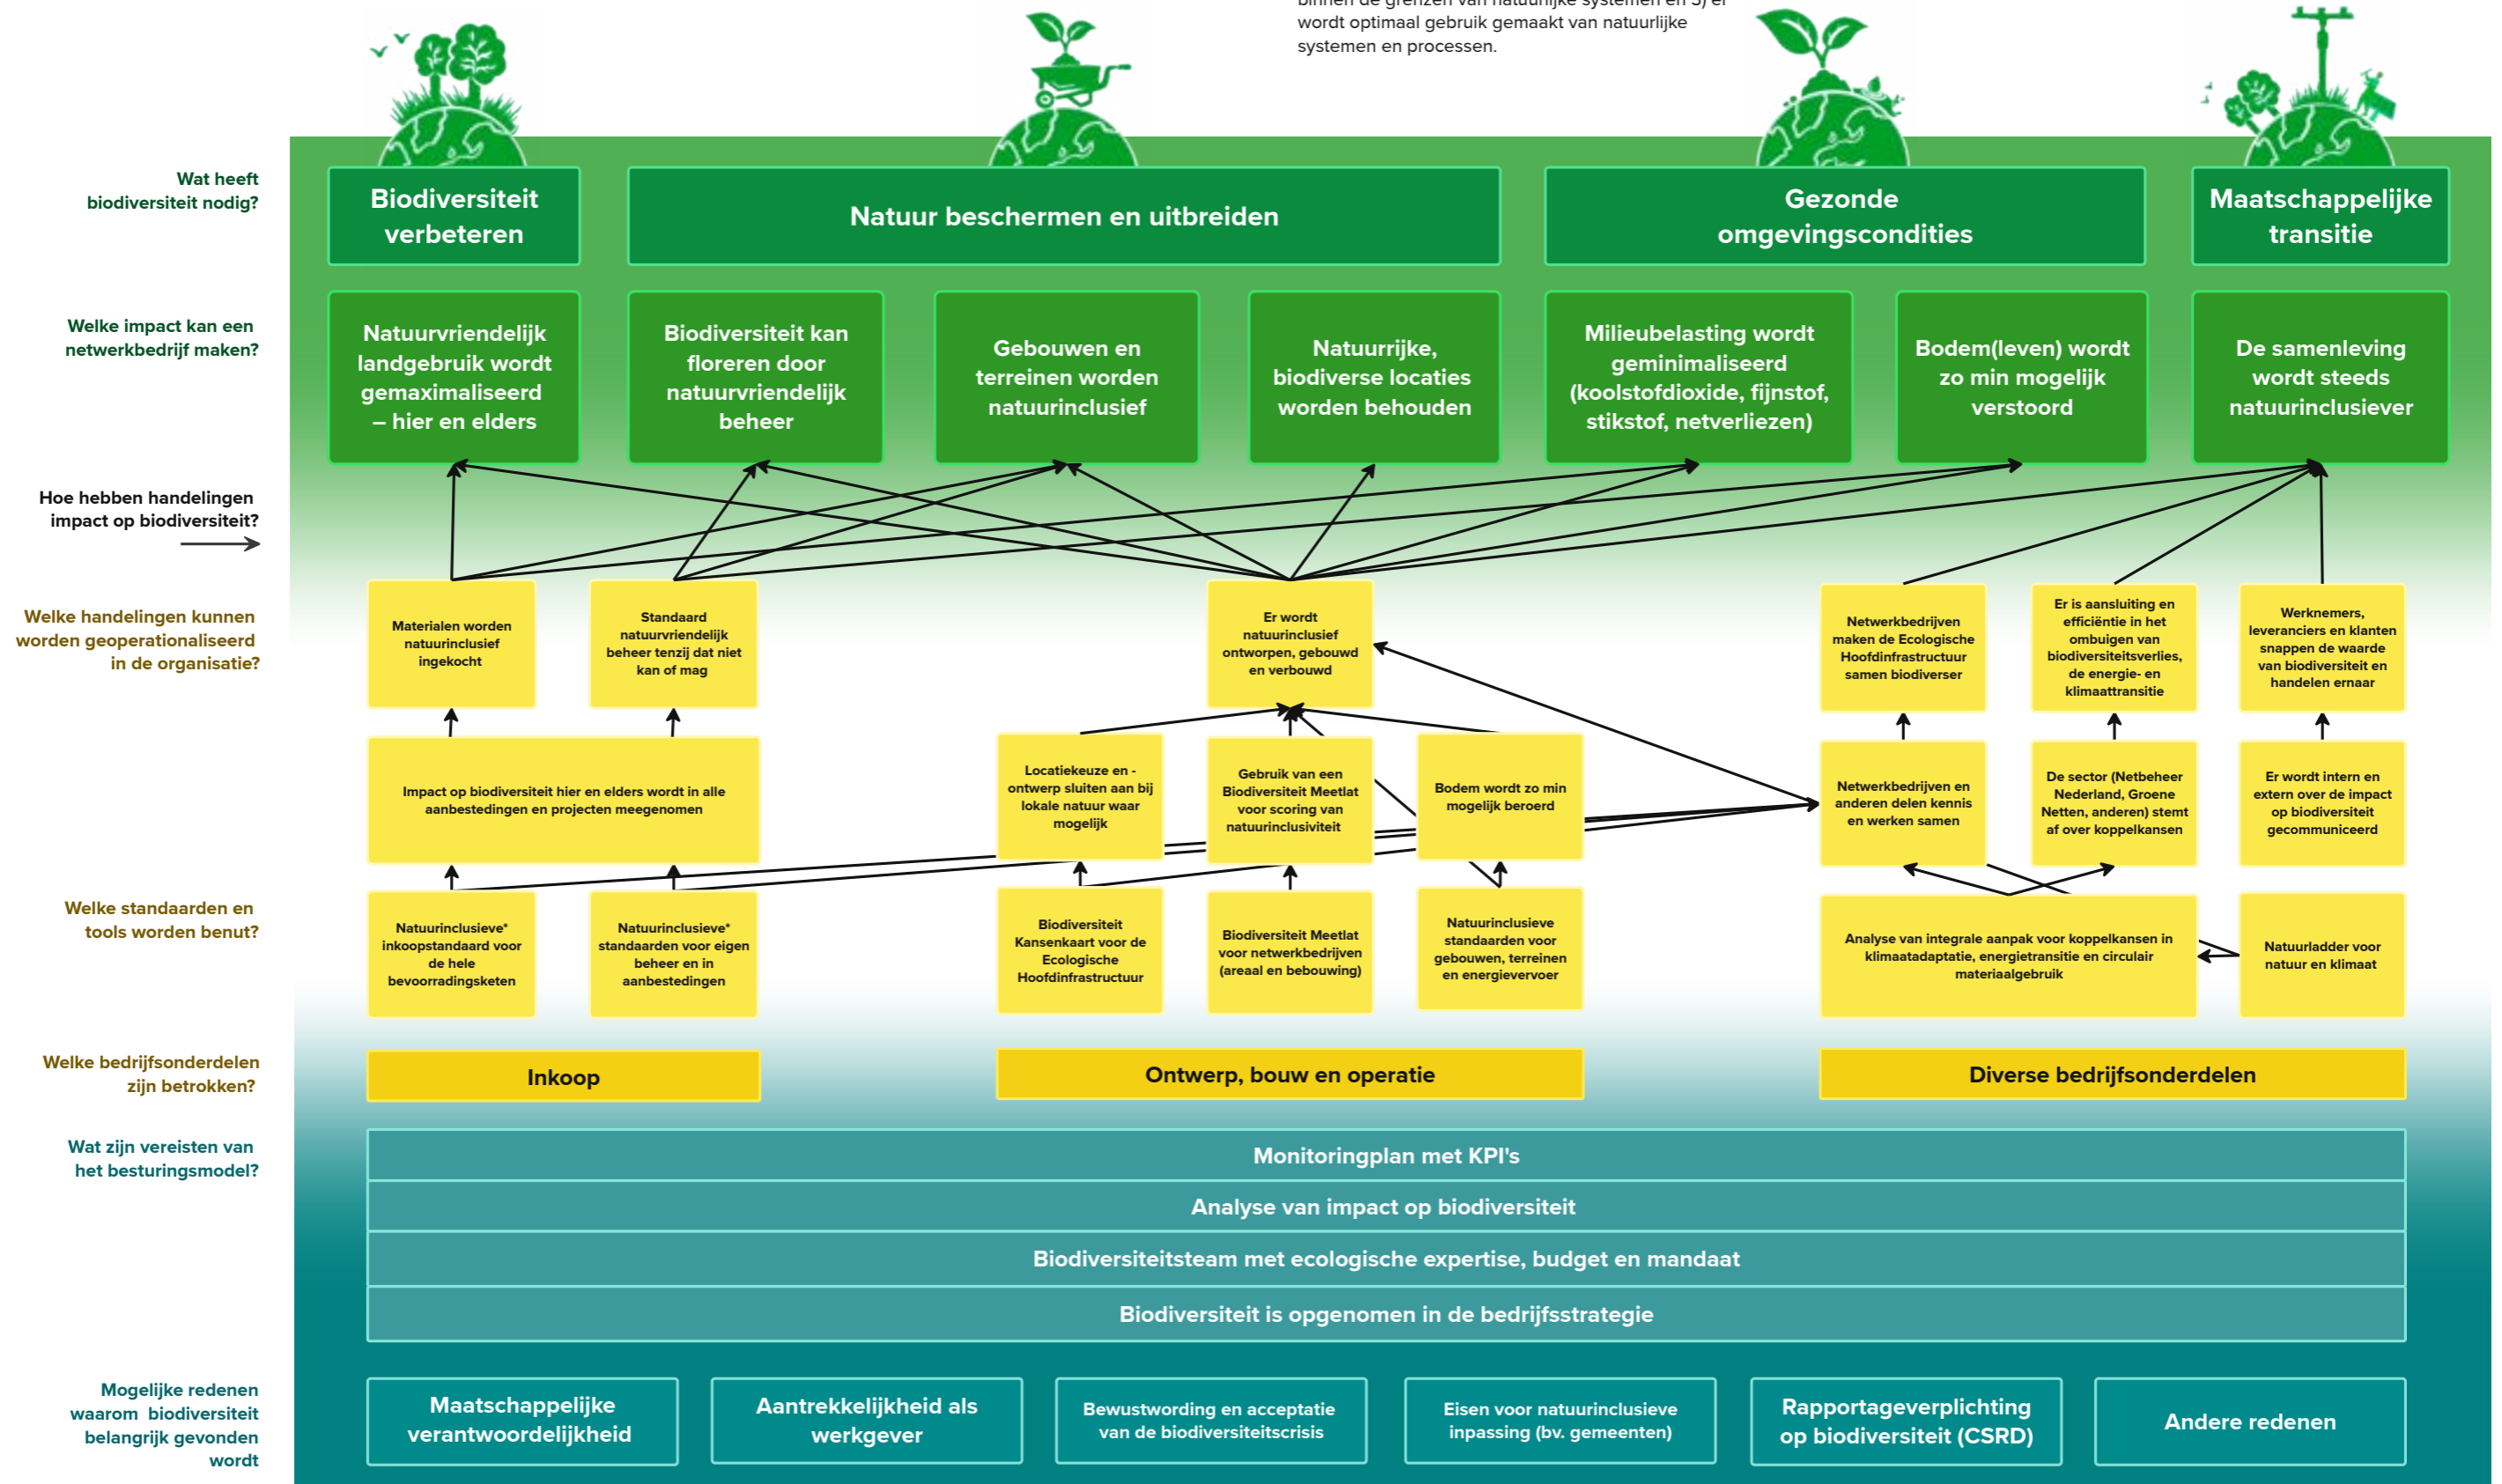 binnen de grenzen van natuurlijke systemen en 3) er
wordt optimaal gebruik gemaakt van natuurlijke
systemen en processen.
Wat heeft
biodiversiteit nodig?
Biodiversiteit
verbeteren
Natuur beschermen en uitbreiden
Gezonde
omgevingscondities
Maatschappelijke
transitie
Welke impact kan een
netwerkbedrijf maken?
Natuurvriendelijk
landgebruik wordt
gemaximaliseerd
– hier en elders
Biodiversiteit kan
floreren door
natuurvriendelijk
beheer
Gebouwen en
terreinen worden
natuurinclusief
Natuurrijke,
biodiverse locaties
worden behouden
Milieubelasting wordt
geminimaliseerd
(koolstofdioxide, fijnstof,
stikstof, netverliezen)
Bodem(leven) wordt
zo min mogelijk
verstoord
De samenleving
wordt steeds
natuurinclusiever
Hoe hebben handelingen
impact op biodiversiteit?
Welke handelingen kunnen
worden geoperationaliseerd
in de organisatie?
Materialen worden
natuurinclusief
ingekocht
Standaard
natuurvriendelijk
beheer tenzij dat niet
kan of mag
Er wordt
natuurinclusief
ontworpen, gebouwd
en verbouwd
Netwerkbedrijven
maken de Ecologische
Hoofdinfrastructuur
samen biodiverser
Er is aansluiting en
efficiëntie in het
ombuigen van
biodiversiteitsverlies,
de energie- en
klimaattransitie
Werknemers,
leveranciers en klanten
snappen de waarde
van biodiversiteit en
handelen ernaar
Impact op biodiversiteit hier en elders wordt in alle
aanbestedingen en projecten meegenomen
Locatiekeuze en -
ontwerp sluiten aan bij
lokale natuur waar
mogelijk
Gebruik van een
Biodiversiteit Meetlat
voor scoring van
natuurinclusiviteit
Bodem wordt zo min
mogelijk beroerd
Netwerkbedrijven en
anderen delen kennis
en werken samen
De sector (Netbeheer
Nederland, Groene
Netten, anderen) stemt
af over koppelkansen
Er wordt intern en
extern over de impact
op biodiversiteit
gecommuniceerd
Welke standaarden en
tools worden benut?
Natuurinclusieve*
inkoopstandaard voor
de hele
bevoorradingsketen
Natuurinclusieve*
standaarden voor eigen
beheer en in
aanbestedingen
Biodiversiteit
Kansenkaart voor de
Ecologische
Hoofdinfrastructuur
Biodiversiteit Meetlat
voor netwerkbedrijven
(areaal en bebouwing)
Natuurinclusieve
standaarden voor
gebouwen, terreinen
en energievervoer
Analyse van integrale aanpak voor koppelkansen in
klimaatadaptatie, energietransitie en circulair
materiaalgebruik
Natuurladder voor
natuur en klimaat
Welke bedrijfsonderdelen
zijn betrokken?
Inkoop
Ontwerp, bouw en operatie
Diverse bedrijfsonderdelen
Wat zijn vereisten van
het besturingsmodel?
Monitoringplan met KPI's
Analyse van impact op biodiversiteit
Biodiversiteitsteam met ecologische expertise, budget en mandaat
Biodiversiteit is opgenomen in de bedrijfsstrategie
Mogelijke redenen
waarom biodiversiteit
belangrijk gevonden
wordt
Maatschappelijke
verantwoordelijkheid
Aantrekkelijkheid als
werkgever
Bewustwording en acceptatie
van de biodiversiteitscrisis
Eisen voor natuurinclusieve
inpassing (bv. gemeenten)
Rapportageverplichting
op biodiversiteit (CSRD)
Andere redenen